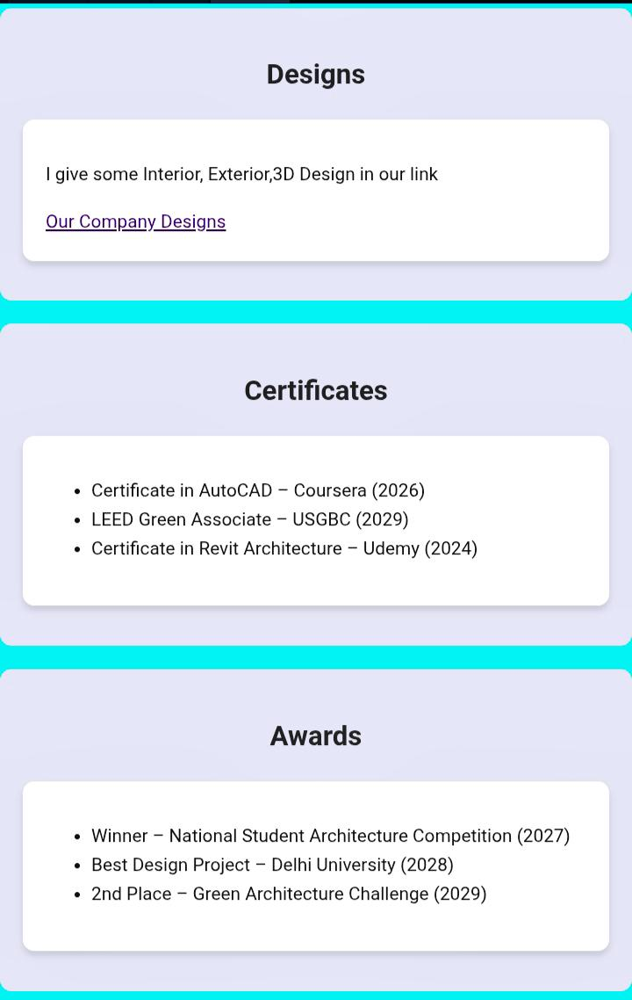 Designs
I give some Interior, Exterior,3D Design in our link
Our Company Designs
Certificates
• Certificate in AutoCAD – Coursera (2026)
• LEED Green Associate – USGBC (2029)
• Certificate in Revit Architecture – Udemy (2024)
Awards
• Winner – National Student Architecture Competition (2027)
• Best Design Project – Delhi University (2028)
• 2nd Place – Green Architecture Challenge (2029)